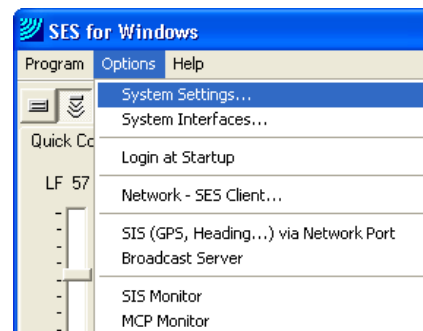 SES for Windows
Program Options Help
System Settings...
System Interfaces...
Quick Co
Login at Startup
LF 57
Network - SES Client...
SIS (GPS, Heading...) via Network Port
Broadcast Server
SIS Monitor
MCP Monitor